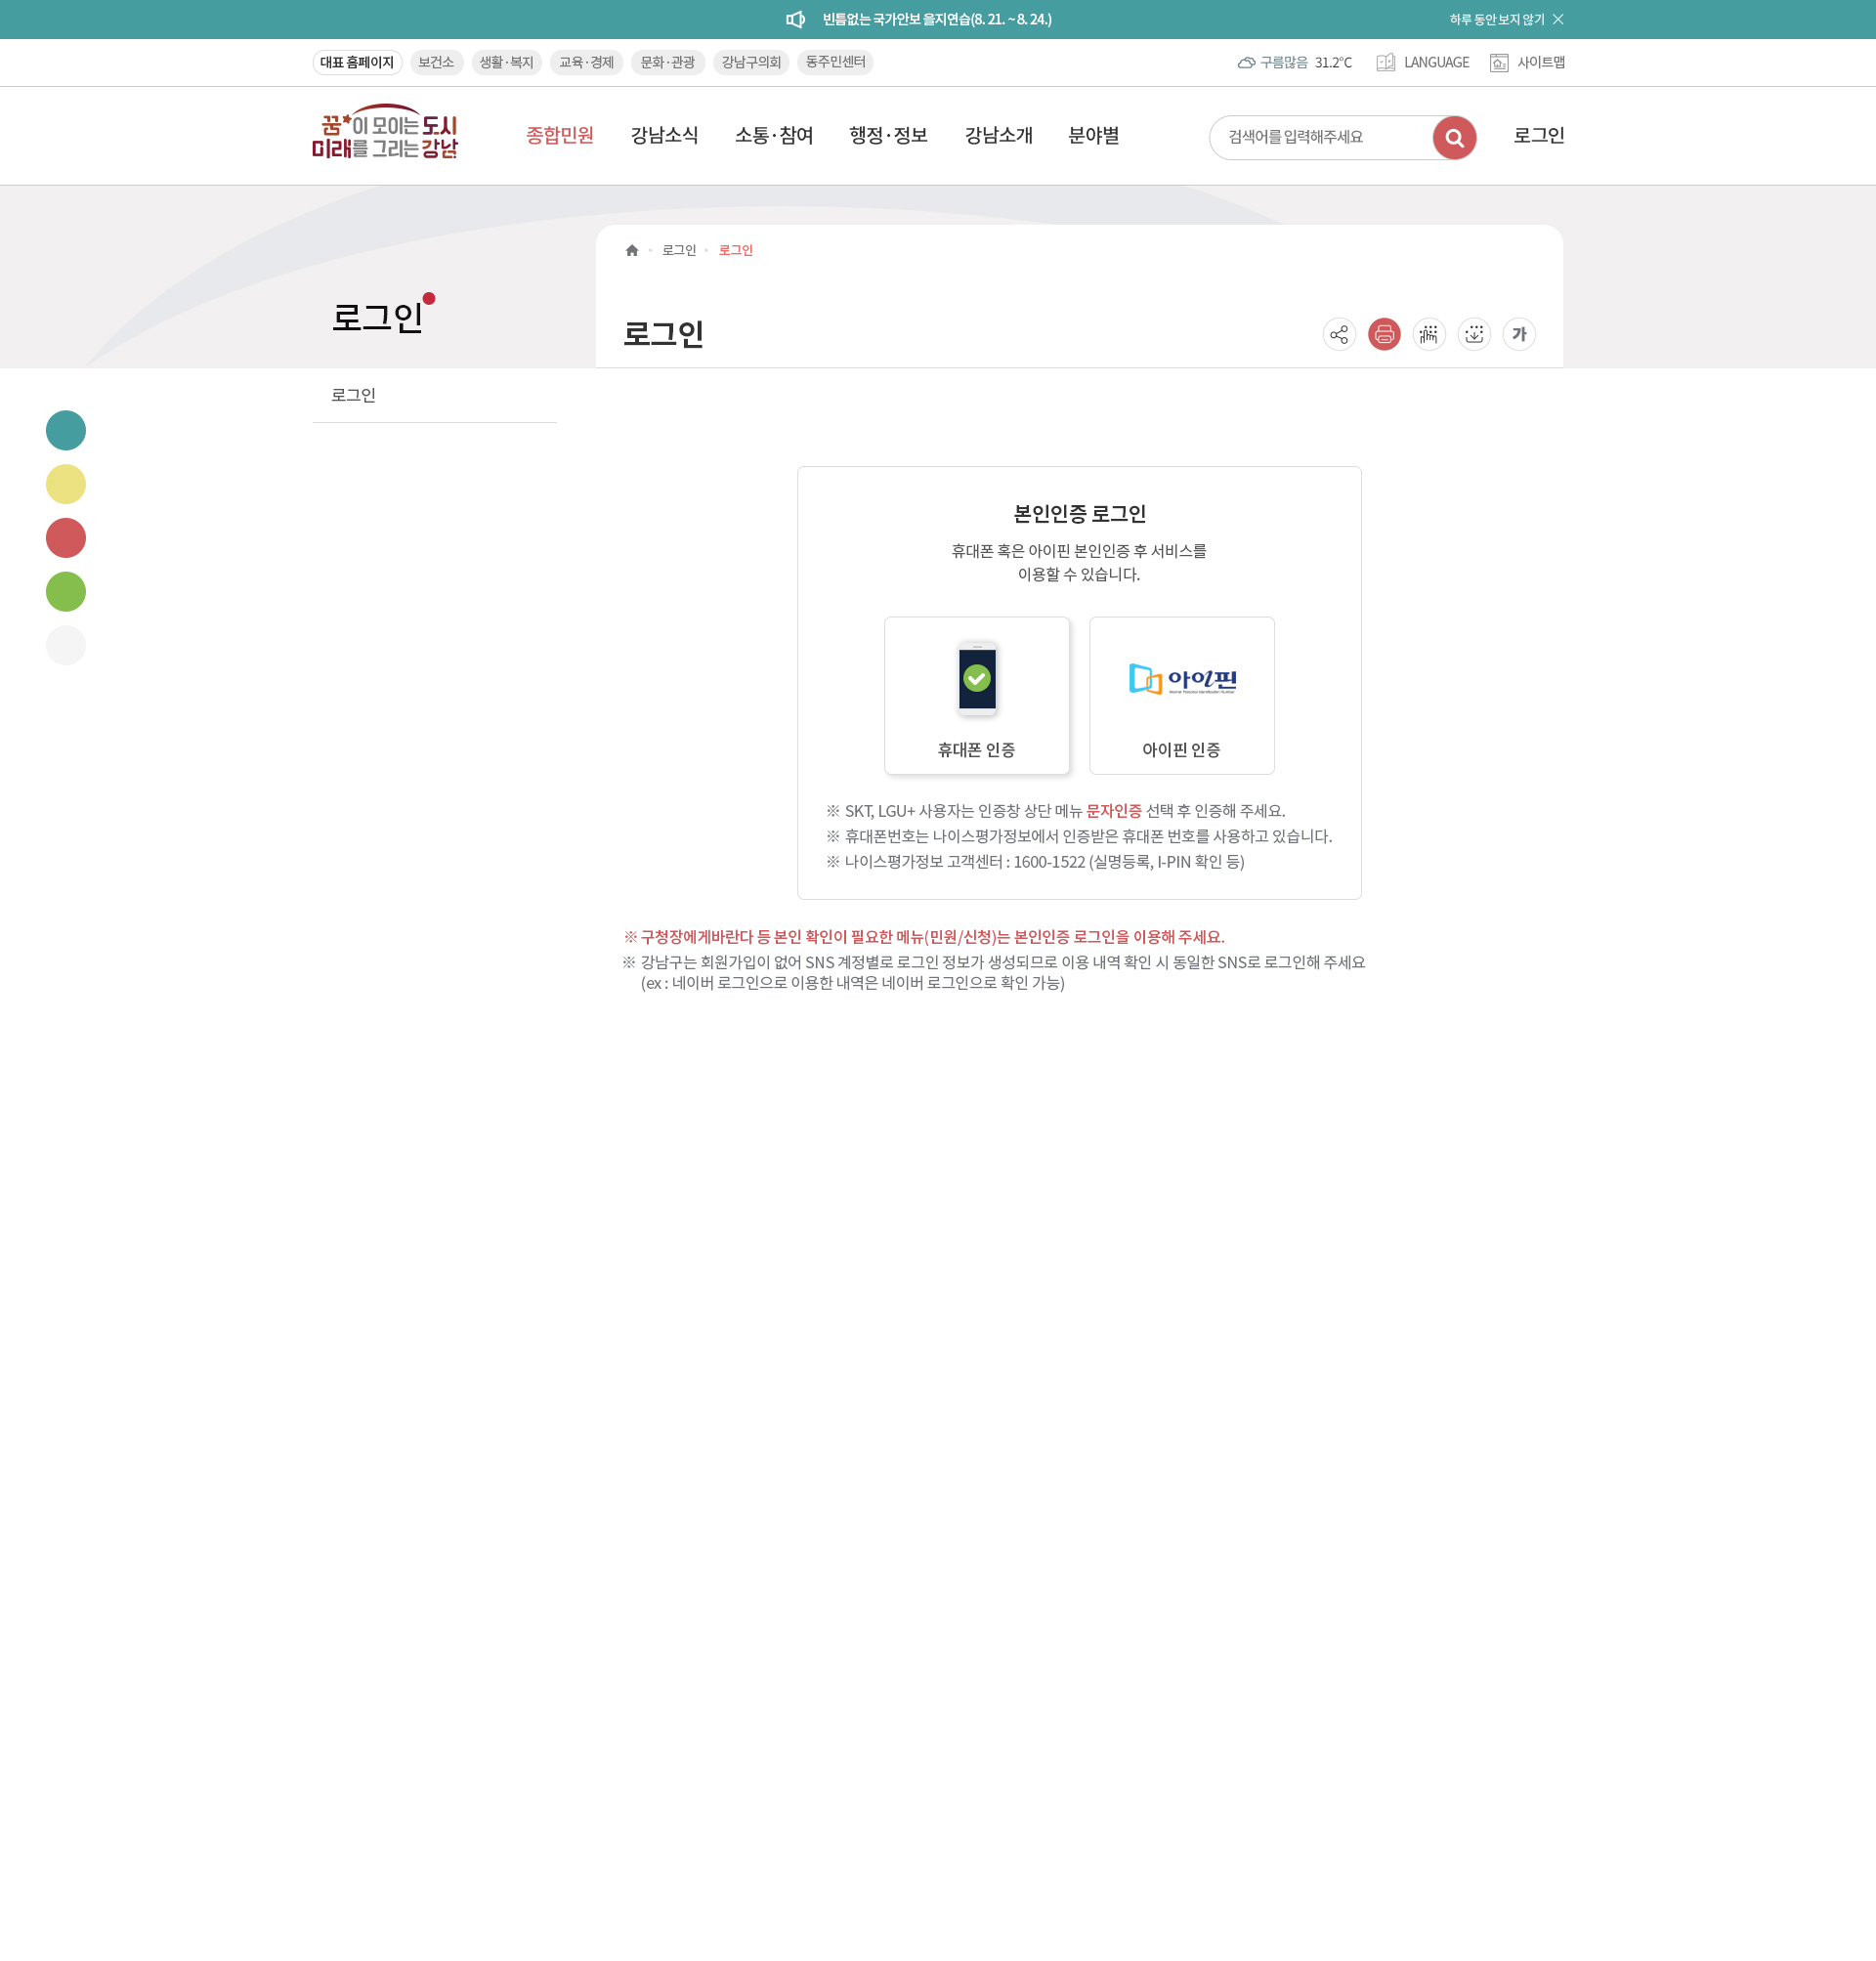 빈틈없는 국가안보 을지연습(8. 21. ~ 8. 24.)
하루 동안 보지 않기
대표 홈페이지 보건소 생활·복지 교육·경제 문화·관광 강남구의회 동주민센터
구름많음 31.2℃ LANGUAGE 사이트맵
꿈이 모이는 도시
미래를 그리는 강남
종합민원 강남소식 소통·참여 행정·정보 강남소개 분야별
검색어를 입력해주세요
로그인
로그인 로그인
로그인
로그인
가
로그인
본인인증 로그인
휴대폰 혹은 아이핀 본인인증 후 서비스를
이용할 수 있습니다.
아이핀
휴대폰 인증
아이핀 인증
※ SKT, LGU+ 사용자는 인증창 상단 메뉴 문자인증 선택 후 인증해 주세요.
※ 휴대폰번호는 나이스평가정보에서 인증받은 휴대폰 번호를 사용하고 있습니다.
※ 나이스평가정보 고객센터 : 1600-1522 (실명등록, I-PIN 확인 등)
※ 구청장에게바란다 등 본인 확인이 필요한 메뉴(민원/신청)는 본인인증 로그인을 이용해 주세요.
※ 강남구는 회원가입이 없어 SNS 계정별로 로그인 정보가 생성되므로 이용 내역 확인 시 동일한 SNS로 로그인해 주세요
(ex : 네이버 로그인으로 이용한 내역은 네이버 로그인으로 확인 가능)